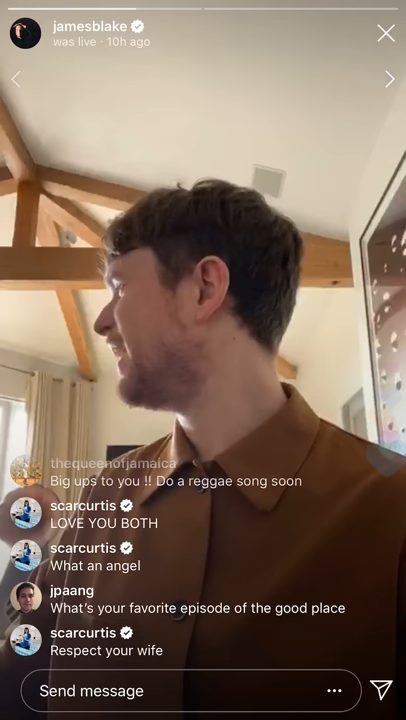 jamesblake
was live · 10h ago
thequeenofjamaica
Big ups to you !! Do a reggae song soon
scarcurtis
LOVE YOU BOTH
scarcurtis
What an angel
jpaang
What's your favorite episode of the good place
scarcurtis
Respect your wife
Send message